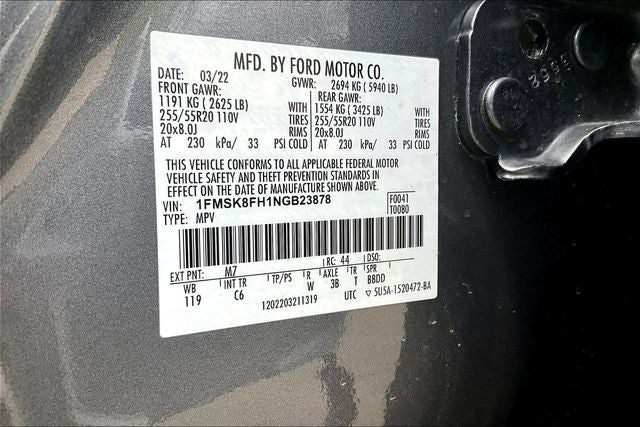 MFD. BY FORD MOTOR CO.
DATE: 03/22 GVWR: 2694 KG (5940 LB)
FRONT GAWR: REAR GAWR:
1191 KG (2625 LB) WITH 1554 KG (3425 LB) WITH
255/55R20 110V TIRES 255/55R20 110V TIRES
20x8.0J RIMS 20x8.0J RIMS
AT 230 kPa/ 33 PSI COLD AT 230 kPa/ 33 PSI COLD
THIS VEHICLE CONFORMS TO ALL APPLICABLE FEDERAL MOTOR
VEHICLE SAFETY AND THEFT PREVENTION STANDARDS IN
EFFECT ON THE DATE OF MANUFACTURE SHOWN ABOVE.
VIN: 1FMSK8FH1NGB23878 F0041
TYPE: MPV T0080
EXT PNT: M7 RC: 44 DSO:
WB INT TR TP/PS R AXLE TR SPR
119 C6 W 3B T BBDD
1202203211319 UTC ▽ 5U5A-1520472-BA